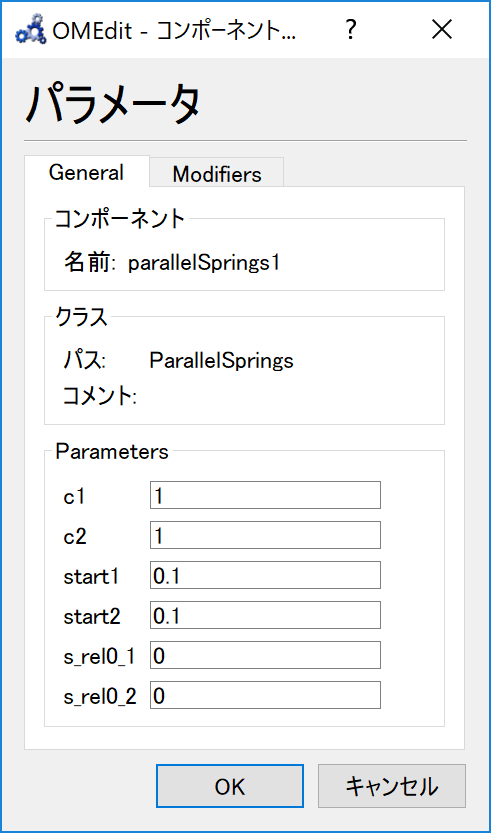 OMEdit - コンポーネント... ?
パラメータ
General Modifiers
コンポーネント
名前: parallelSprings1
クラス
パス: ParallelSprings
コメント:
Parameters
c1 1
c2 1
start1 0.1
start2 0.1
s_rel0_1 0
s_rel0_2 0
OK キャンセル